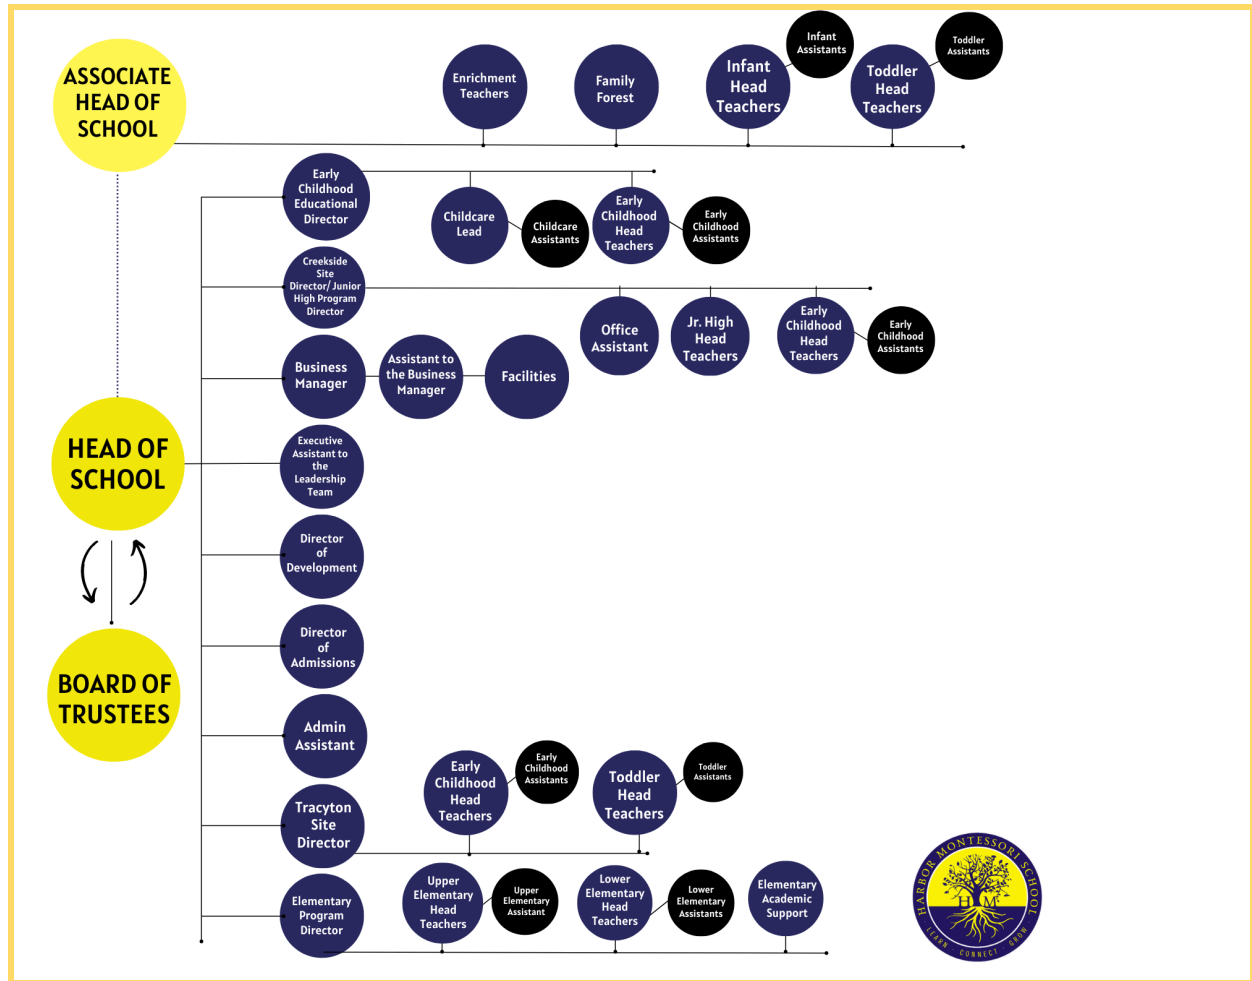 ASSOCIATE
HEAD OF
SCHOOL
Enrichment
Teachers
Family
Forest
Infant
Head
Teachers
Infant
Assistants
Toddler
Head
Teachers
Toddler
Assistants
Early
Childhood
Educational
Director
Childcare
Lead
Childcare
Assistants
Early
Childhood
Head
Teachers
Early
Childhood
Assistants
Creekside
Site
Director/ Junior
High Program
Director
Office
Assistant
Jr. High
Head
Teachers
Early
Childhood
Head
Teachers
Early
Childhood
Assistants
Business
Manager
Assistant to
the Business
Manager
Facilities
HEAD OF
SCHOOL
Executive
Assistant to
the
Leadership
Team
Director
of
Development
BOARD OF
TRUSTEES
Director
of
Admissions
Admin
Assistant
Tracyton
Site
Director
Early
Childhood
Head
Teachers
Early
Childhood
Assistants
Toddler
Head
Teachers
Toddler
Assistants
Elementary
Program
Director
Upper
Elementary
Head
Teachers
Upper
Elementary
Assistant
Lower
Elementary
Head
Teachers
Lower
Elementary
Assistants
Elementary
Academic
Support
HARBOR MONTESSORI SCHOOL
H M
LEARN · CONNECT · GROW